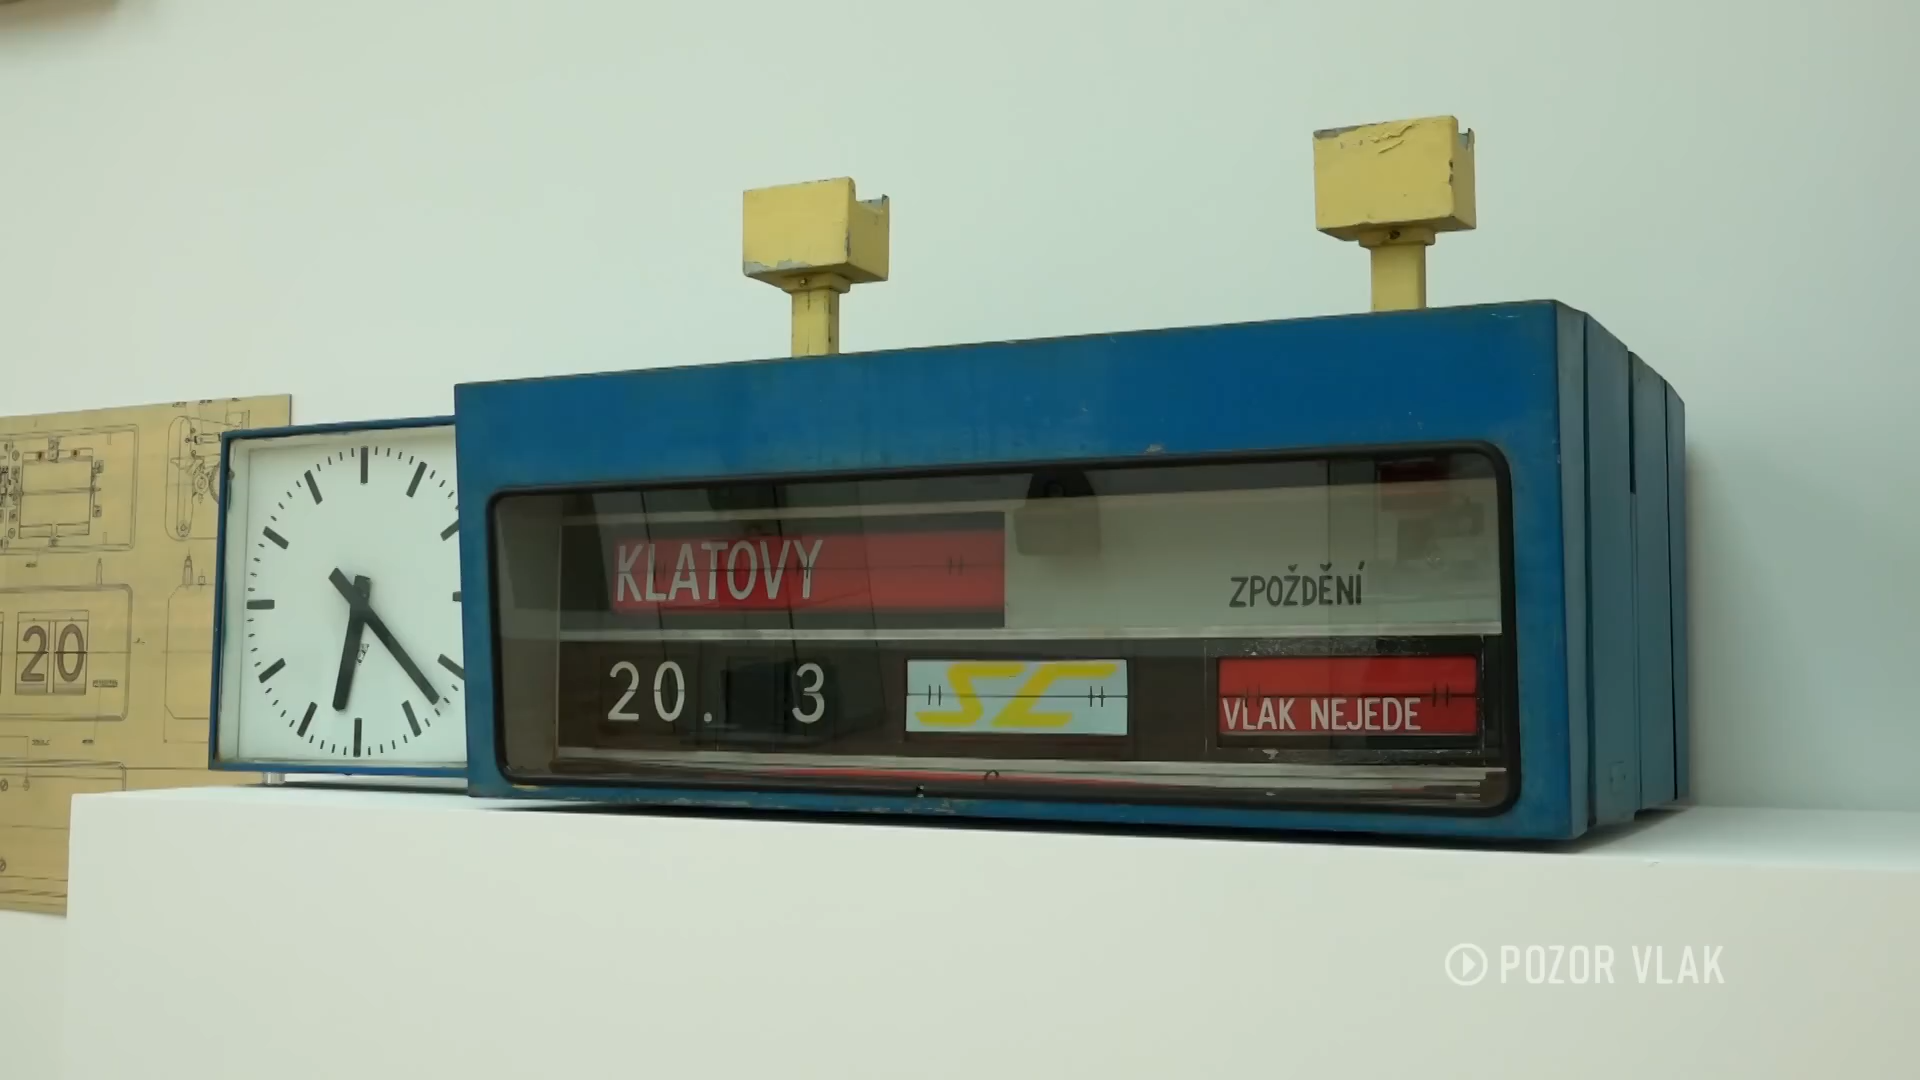 KLATOVY
ZPOŽDĚNÍ
20. 3
SC
VLAK NEJEDE
20
POZOR VLAK